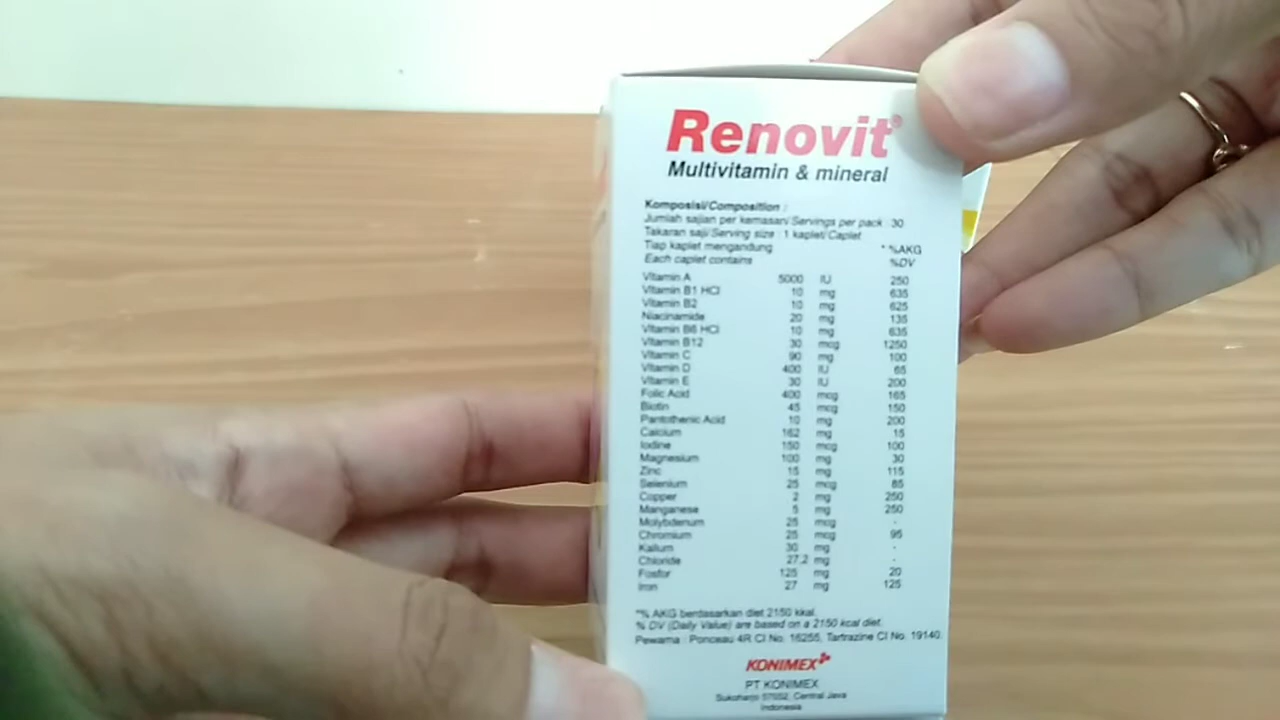 Renovit®
Multivitamin & mineral
Komposisi/Composition :
Jumlah sajian per kemasan/Servings per pack : 30
Takaran saji/Serving size : 1 kaplet/Caplet
Tiap kaplet mengandung * %AKG
Each caplet contains %DV
Vitamin A 5000 IU 250
Vitamin B1 HCl 10 mg 635
Vitamin B2 10 mg 625
Niacinamide 20 mg 135
Vitamin B6 HCl 10 mg 635
Vitamin B12 30 mcg 1250
Vitamin C 90 mg 100
Vitamin D 400 IU 65
Vitamin E 30 IU 200
Folic Acid 400 mcg 165
Biotin 45 mcg 150
Pantothenic Acid 10 mg 200
Calcium 162 mg 15
Iodine 150 mcg 100
Magnesium 100 mg 30
Zinc 15 mg 115
Selenium 25 mcg 85
Copper 2 mg 250
Manganese 5 mg 250
Molybdenum 25 mcg -
Chromium 25 mcg 95
Kalium 30 mg -
Chloride 27,2 mg -
Fosfor 125 mg 20
Iron 27 mg 125
*% AKG berdasarkan diet 2150 kkal.
% DV (Daily Value) are based on a 2150 kcal diet.
Pewarna : Ponceau 4R CI No. 16255, Tartrazine CI No. 19140.
KONIMEX
PT KONIMEX
Sukoharjo 57552, Central Java
Indonesia